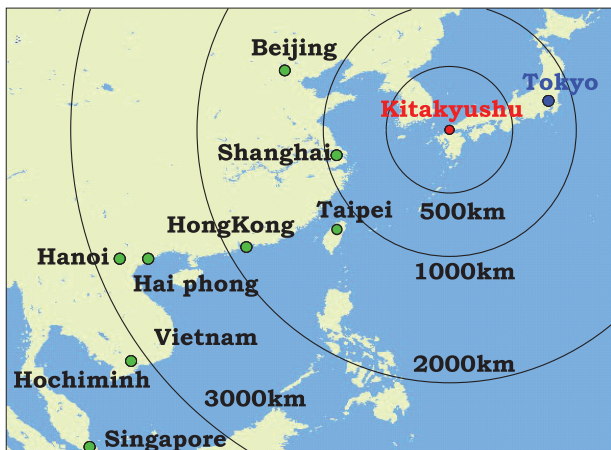 Beijing
Tokyo
Kitakyushu
Shanghai
Taipei
500km
HongKong
Hanoi
1000km
Hai phong
Vietnam
2000km
Hochiminh
3000km
Singapore